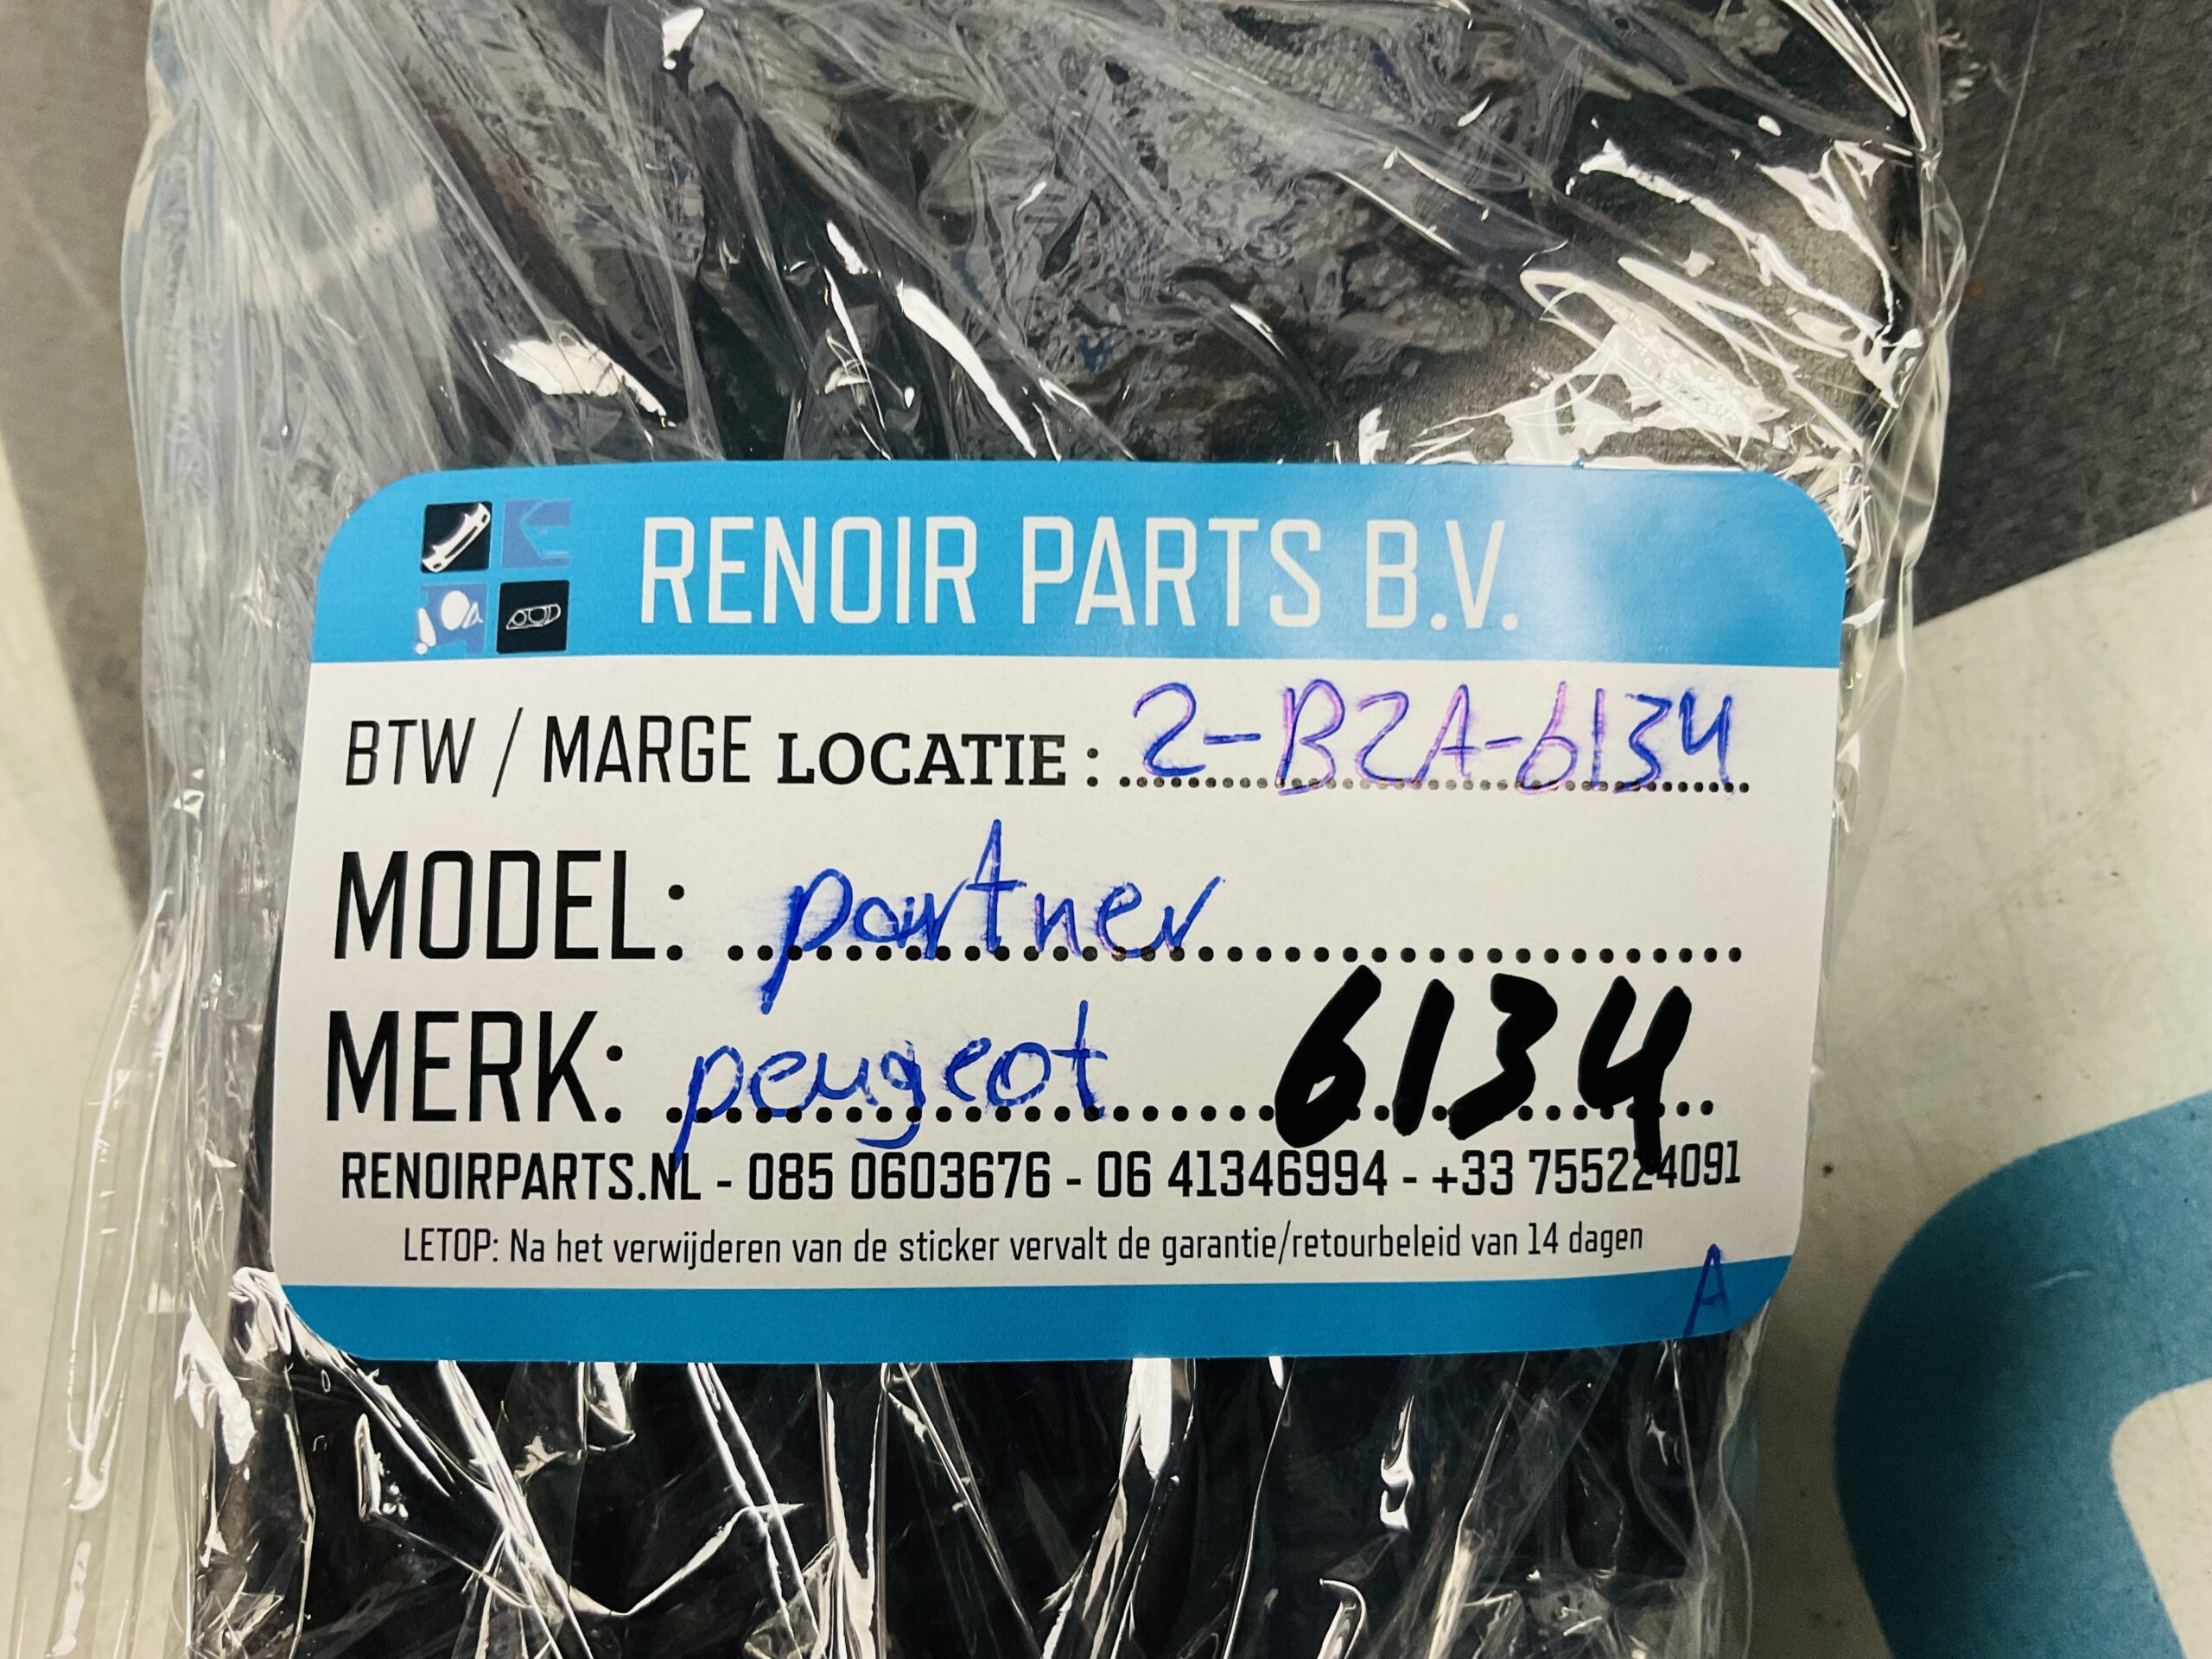 RENOIR PARTS B.V.
BTW / MARGE LOCATIE : 2-B2A-6134
MODEL: partner
MERK: peugeot 6134
RENOIRPARTS.NL - 085 0603676 - 06 41346994 - +33 755224091
LETOP: Na het verwijderen van de sticker vervalt de garantie/retourbeleid van 14 dagen
A